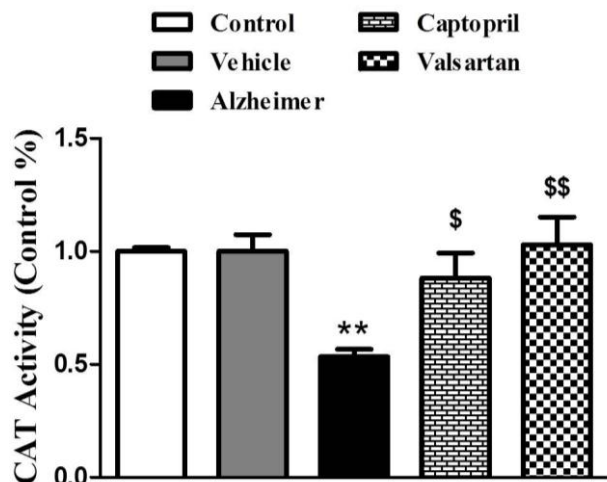 Control
Captopril
Vehicle
Valsartan
Alzheimer
CAT Activity (Control %)
1.5
1.0
0.5
0.0
**
$
$$